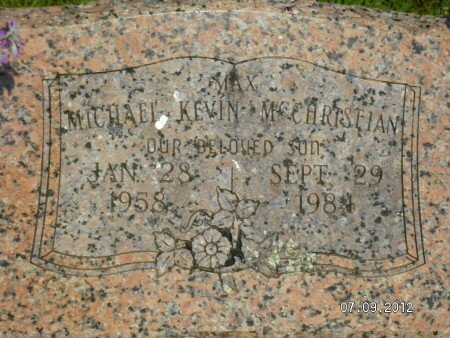 MAX
MICHAEL KEVIN McCHRISTIAN
OUR BELOVED SON
JAN 28 SEPT. 29
1958 1984
07.09.2012